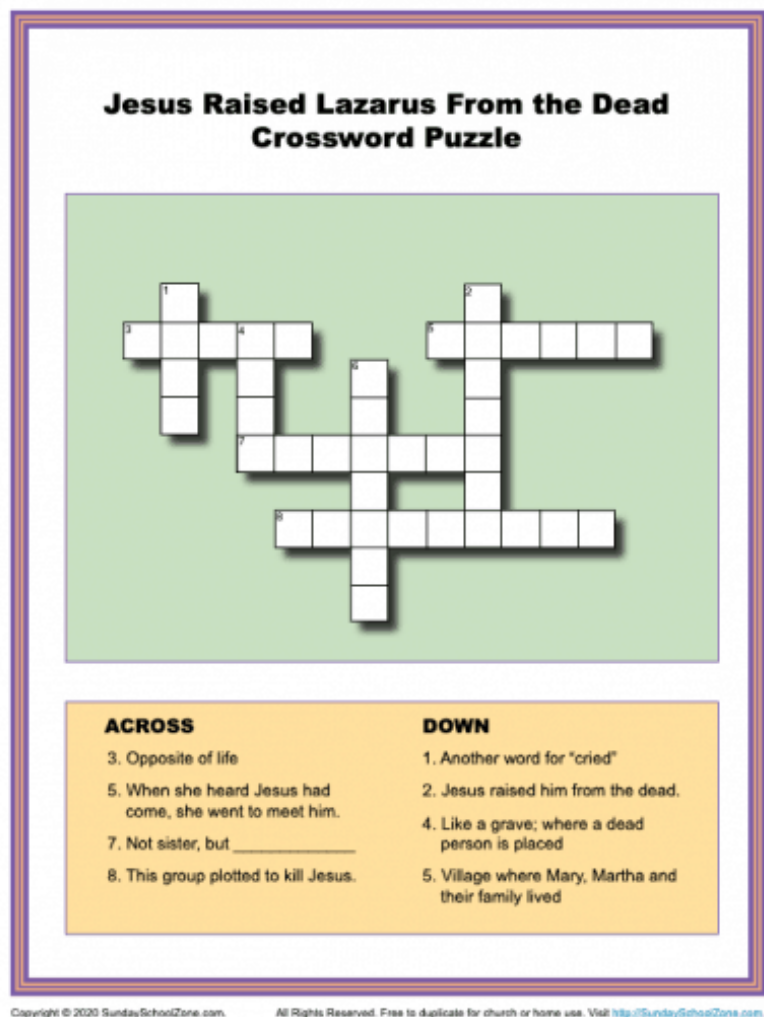 Jesus Raised Lazarus From the Dead
Crossword Puzzle
1
2
3
4
5
6
7
8
ACROSS
3. Opposite of life
5. When she heard Jesus had
come, she went to meet him.
7. Not sister, but ______________
8. This group plotted to kill Jesus.
DOWN
1. Another word for “cried”
2. Jesus raised him from the dead.
4. Like a grave; where a dead
person is placed
5. Village where Mary, Martha and
their family lived
Copyright © 2020 SundaySchoolZone.com. All Rights Reserved. Free to duplicate for church or home use. Visit http://SundaySchoolZone.com